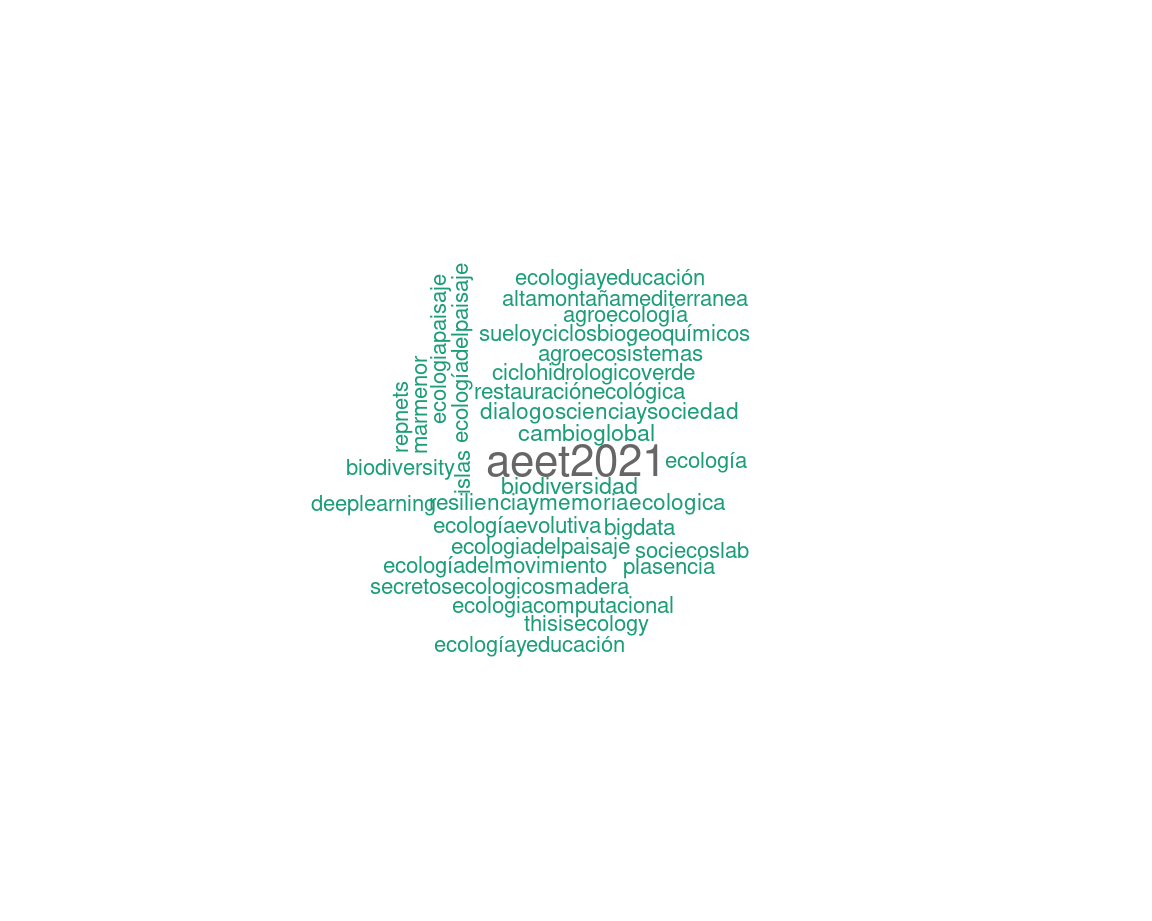 ecologiayeducación
altamontañamediterranea
agroecología
sueloyciclosbiogeoquímicos
agroecosistemas
ciclohidrologicoverde
restauraciónecológica
dialogoscienciaysociedad
cambioglobal
repnets
marmenor
ecologiapaisaje
ecologíadelpaisaje
aeet2021
ecología
biodiversity
islas
biodiversidad
deeplearning
resilienciaymemoriaecologica
ecologíaevolutiva
bigdata
ecologiadelpaisaje
sociecoslab
ecologíadelmovimiento
plasencia
secretosecologicosmadera
ecologiacomputacional
thisisecology
ecologíayeducación